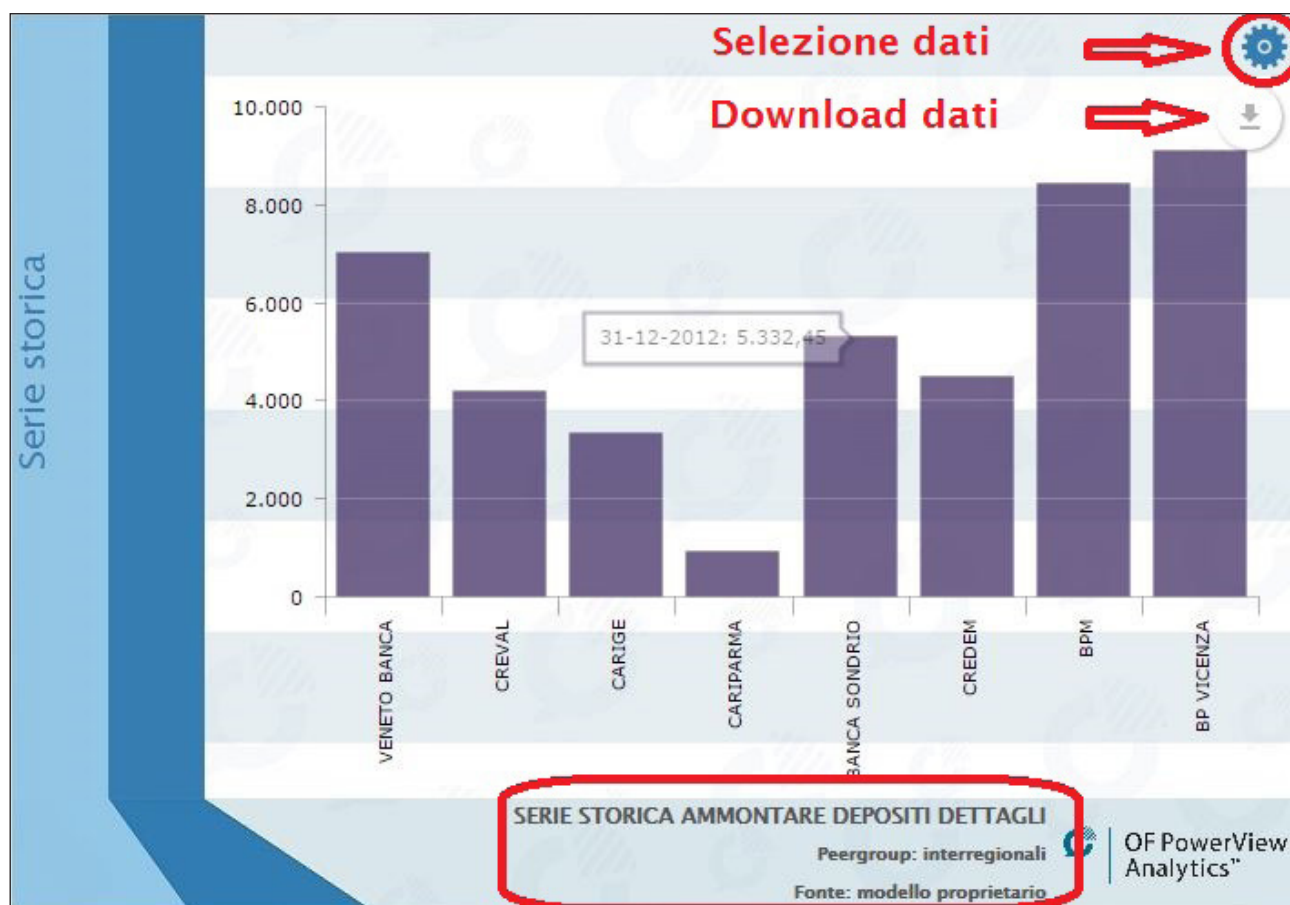 Selezione dati
Download dati
Serie storica
10.000
8.000
6.000
4.000
2.000
0
31-12-2012: 5.332,45
VENETO BANCA
CREVAL
CARIGE
CARIPARMA
BANCA SONDRIO
CREDEM
BPM
BP VICENZA
SERIE STORICA AMMONTARE DEPOSITI DETTAGLI
Peergroup: interregionali
Fonte: modello proprietario
OF PowerView
Analytics™